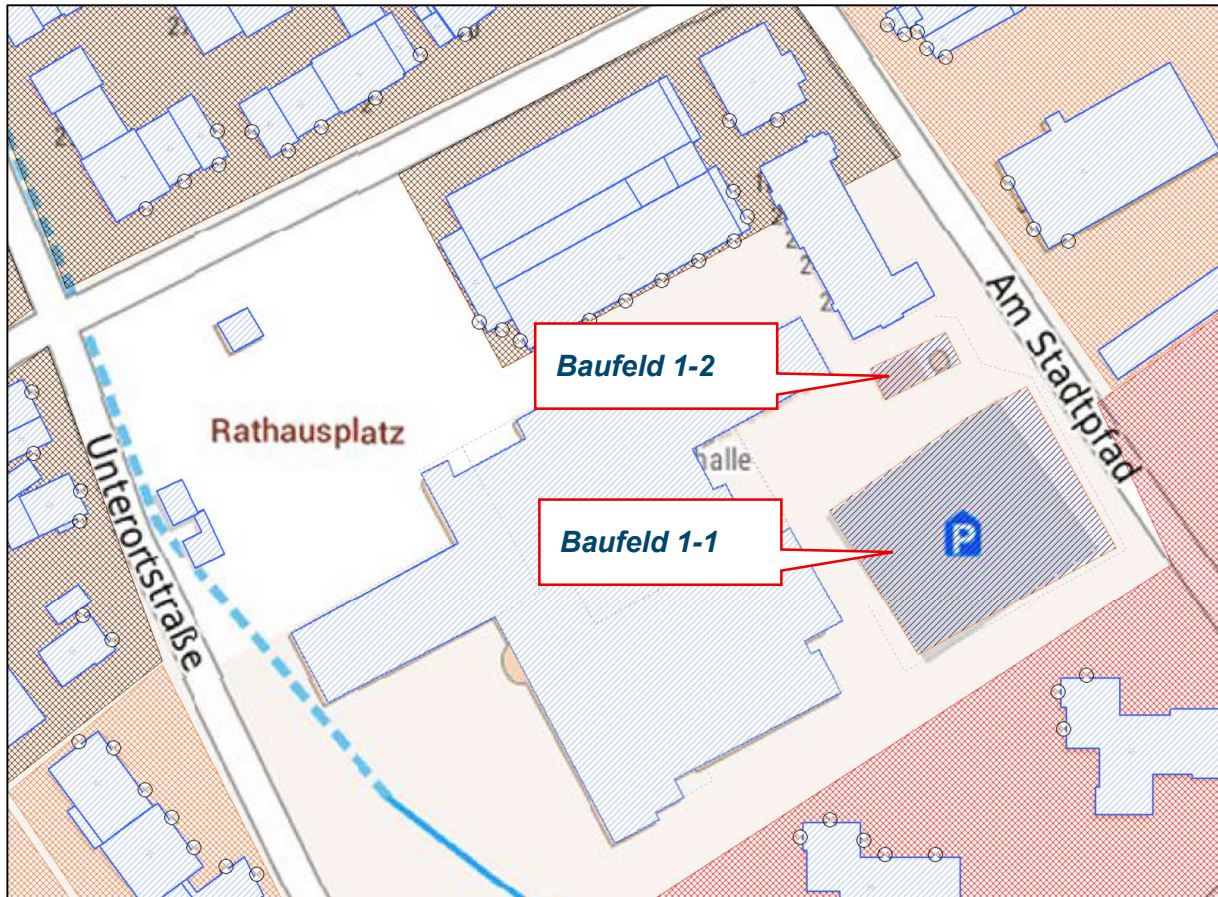 Baufeld 1-2
Am Stadtpfad
Rathausplatz
Unterortstraße
halle
Baufeld 1-1
P